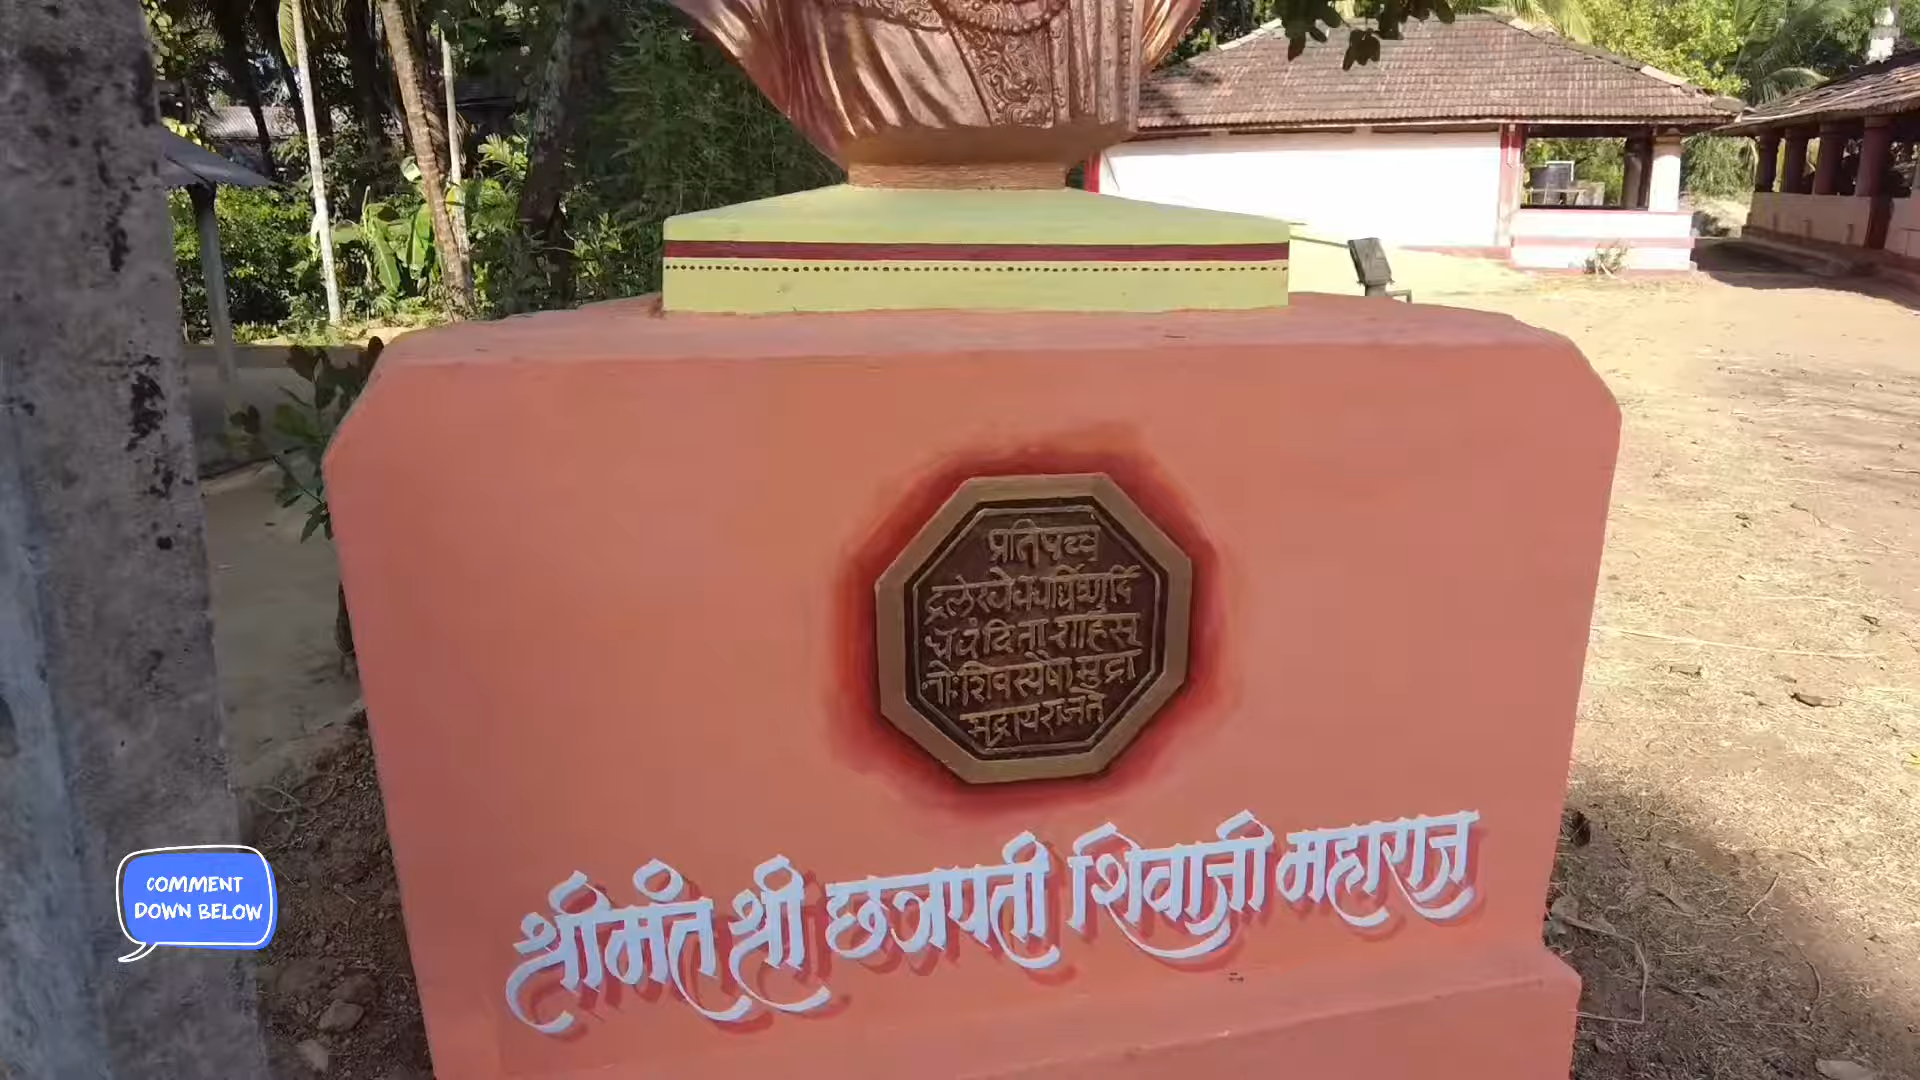 प्रतिपच्चं
द्रलेखेववर्धिष्णुर्वि
श्ववंदिता शाहसू
नोः शिवस्यैषा मुद्रा
भद्राय राजते
श्रीमंत श्री छत्रपती शिवाजी महाराज
COMMENT
DOWN BELOW